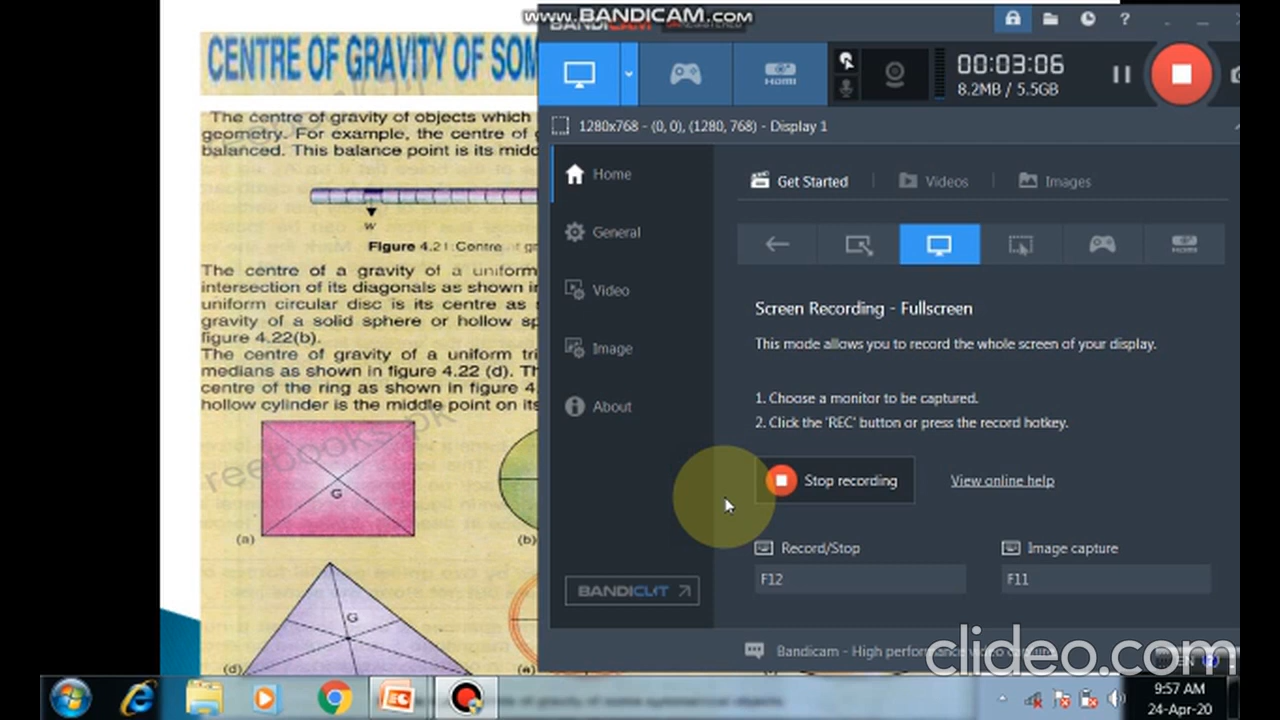 www.BANDICAM.com
CENTRE OF GRAVITY OF SOM
The centre of gravity of objects which
geometry. For example, the centre of g
balanced. This balance point is its midd
w
Figure 4.21: Centre of gr
The centre of a gravity of a uniform
intersection of its diagonals as shown in
uniform circular disc is its centre as s
gravity of a solid sphere or hollow sp
figure 4.22(b).
The centre of gravity of a uniform tri
medians as shown in figure 4.22 (d). Th
centre of the ring as shown in figure 4.
hollow cylinder is the middle point on its
reebooks.pk
G
(a)
(b)
G
(d)
(e)
00:03:06
8.2MB / 5.5GB
HDMI
1280x768 - (0, 0), (1280, 768) - Display 1
Home
General
Video
Image
About
BANDICUT
Get Started
Videos
Images
HDMI
Screen Recording - Fullscreen
This mode allows you to record the whole screen of your display.
1. Choose a monitor to be captured.
2. Click the 'REC' button or press the record hotkey.
Stop recording
View online help
Record/Stop
Image capture
F12
F11
Bandicam - High performance video
clideo.com
EN
9:57 AM
24-Apr-20